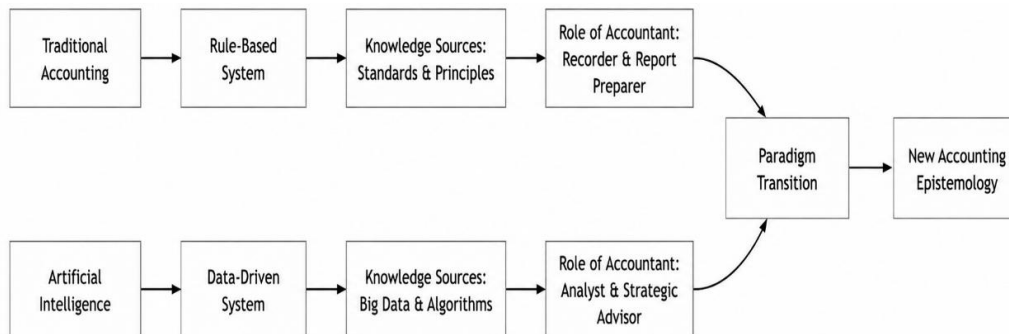 Traditional
Accounting
Rule-Based
System
Knowledge Sources:
Standards & Principles
Role of Accountant:
Recorder & Report
Preparer
Paradigm
Transition
New Accounting
Epistemology
Artificial
Intelligence
Data-Driven
System
Knowledge Sources:
Big Data & Algorithms
Role of Accountant:
Analyst & Strategic
Advisor